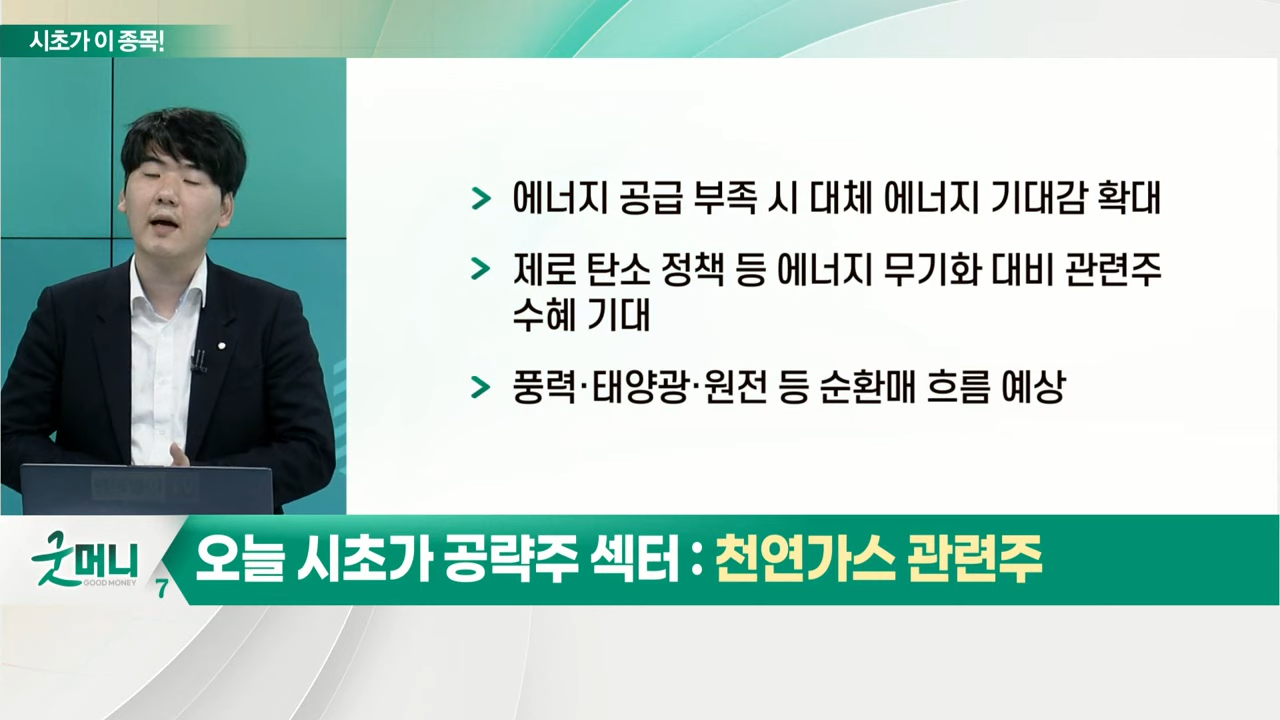 시초가 이 종목!
> 에너지 공급 부족 시 대체 에너지 기대감 확대
> 제로 탄소 정책 등 에너지 무기화 대비 관련주
수혜 기대
> 풍력·태양광·원전 등 순환매 흐름 예상
굿머니
GOOD MONEY
7
오늘 시초가 공략주 섹터 : 천연가스 관련주